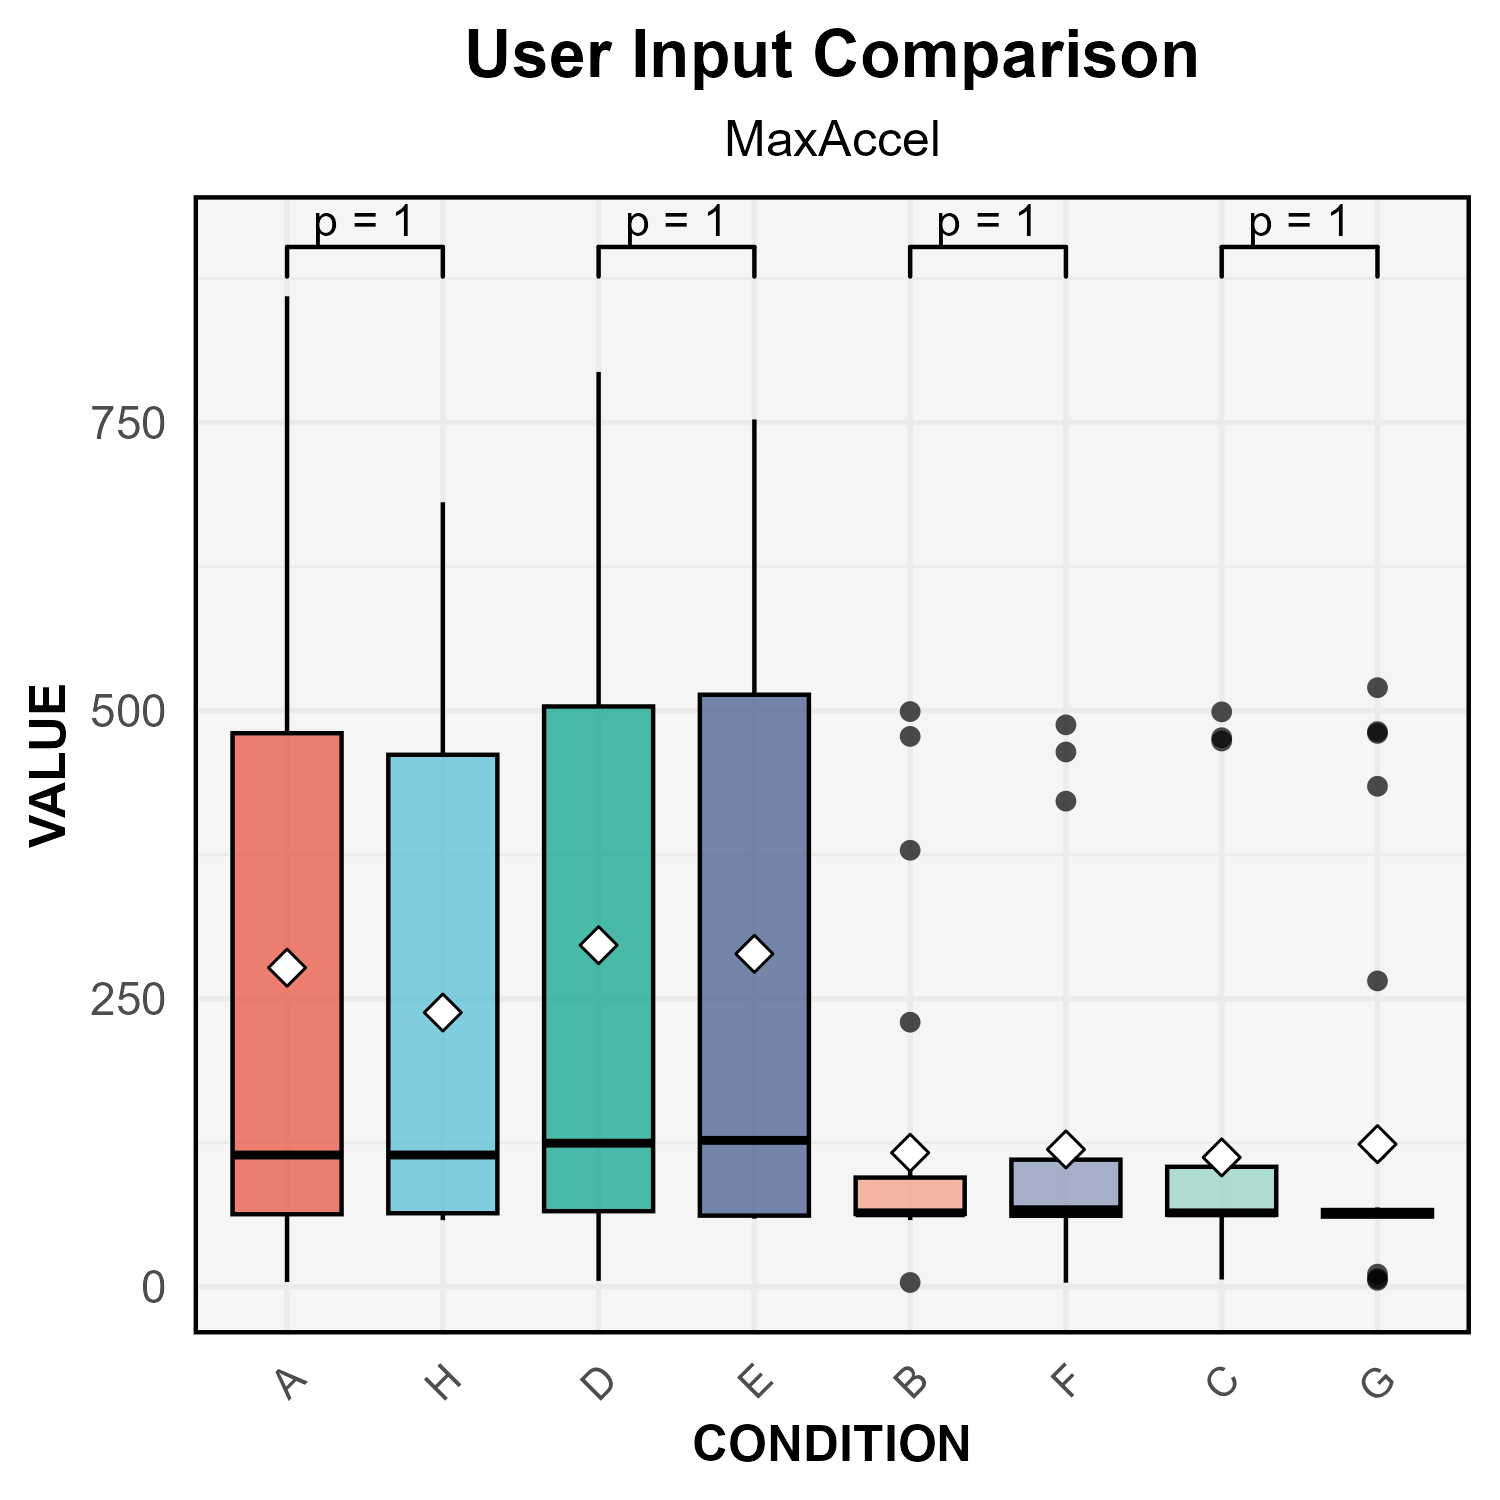 User Input Comparison
MaxAccel
p = 1 p = 1 p = 1 p = 1
VALUE
750
500
250
0
A H D E B F C G
CONDITION